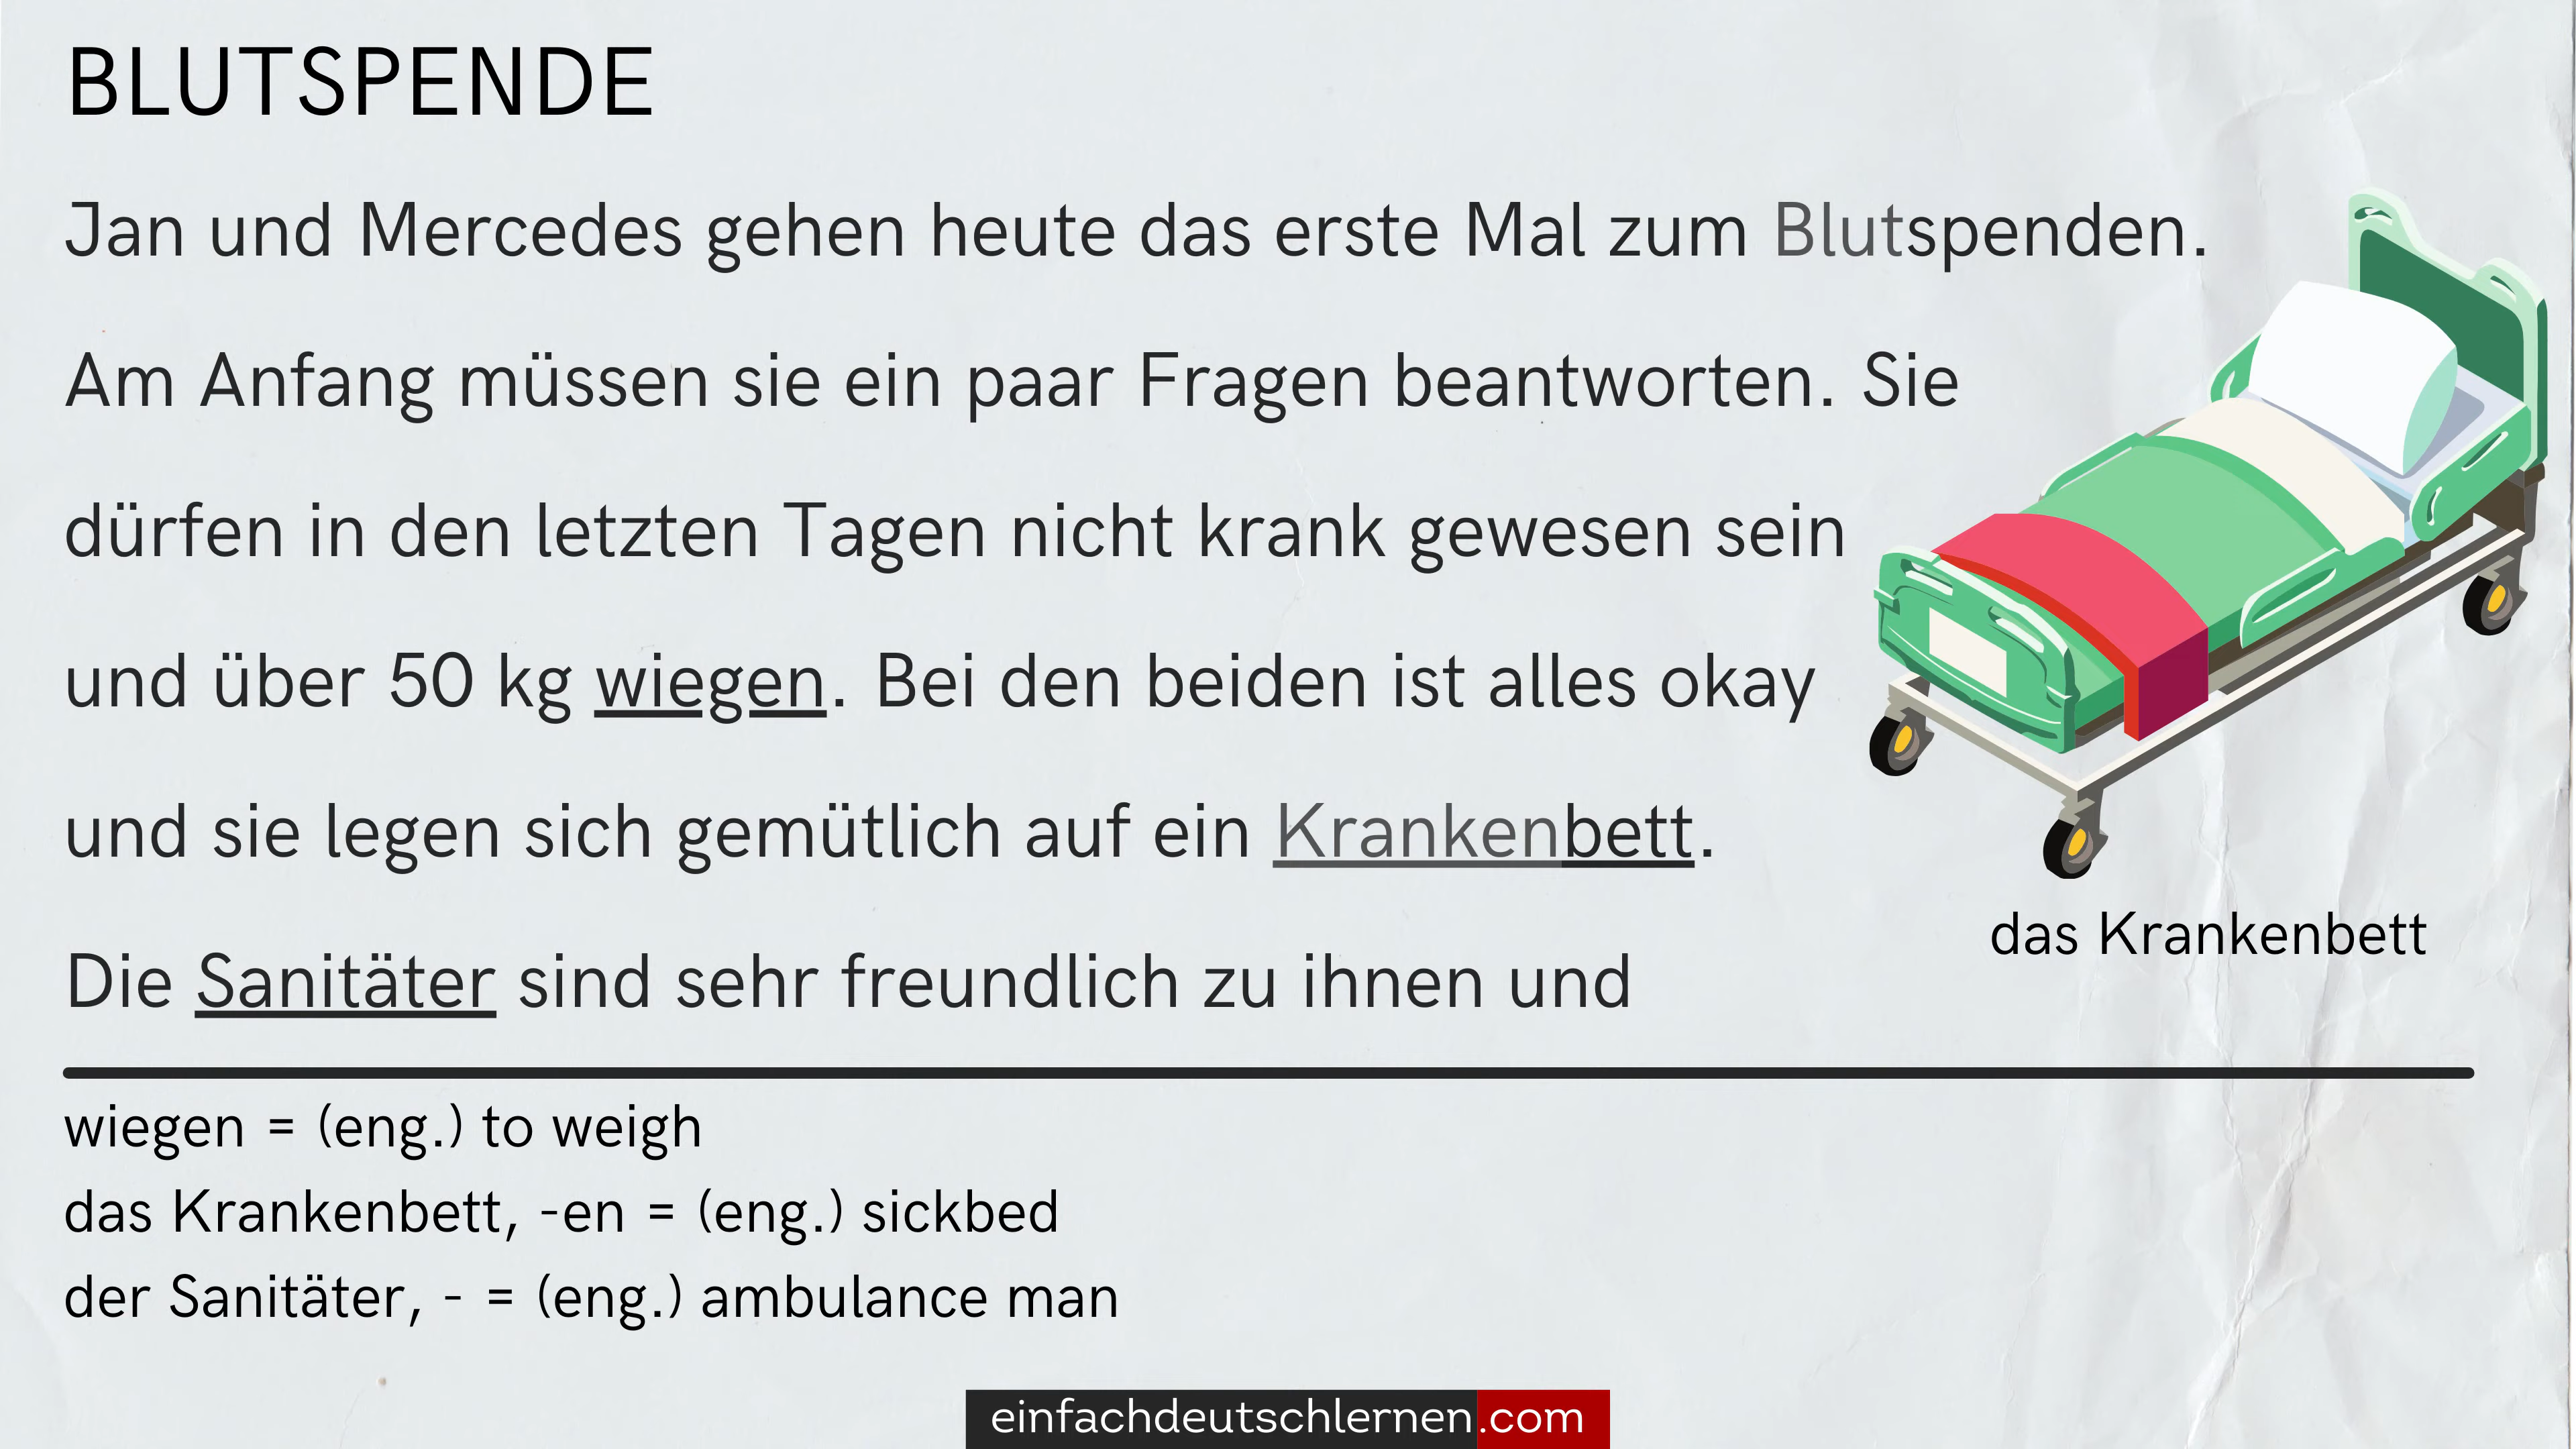 BLUTSPENDE
Jan und Mercedes gehen heute das erste Mal zum Blutspenden.
Am Anfang müssen sie ein paar Fragen beantworten. Sie
dürfen in den letzten Tagen nicht krank gewesen sein
und über 50 kg wiegen. Bei den beiden ist alles okay
und sie legen sich gemütlich auf ein Krankenbett.
Die Sanitäter sind sehr freundlich zu ihnen und
das Krankenbett
wiegen = (eng.) to weigh
das Krankenbett, -en = (eng.) sickbed
der Sanitäter, - = (eng.) ambulance man
einfachdeutschlernen.com